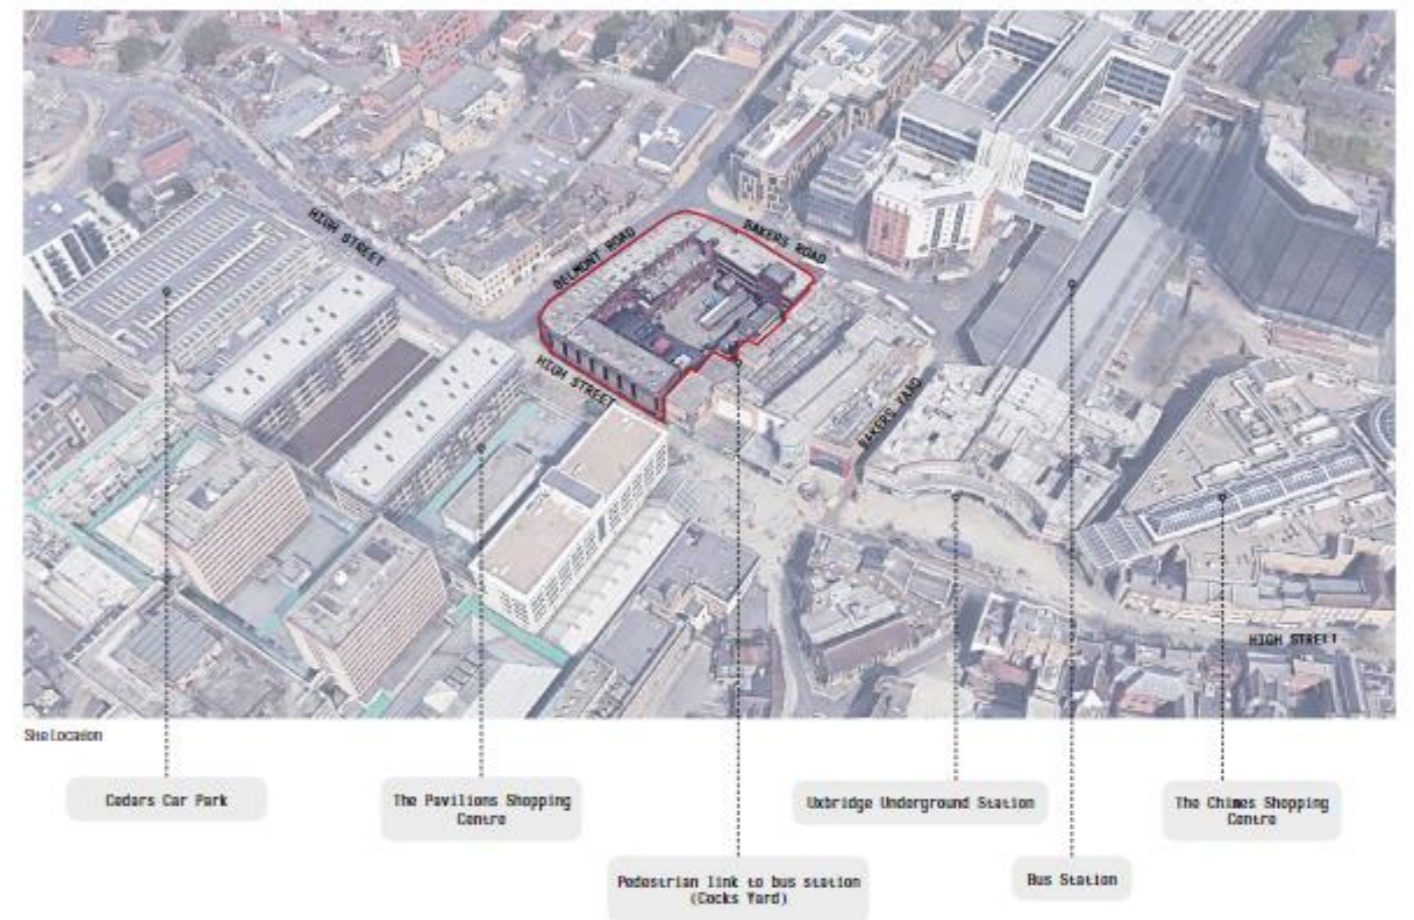 HIGH STREET
BELMONT ROAD
BAKERS ROAD
HIGH STREET
BAKERS YARD
HIGH STREET
Site Location
Cedars Car Park
The Pavilions Shopping
Centre
Pedestrian link to bus station
(Cocks Yard)
Uxbridge Underground Station
Bus Station
The Chimes Shopping
Centre